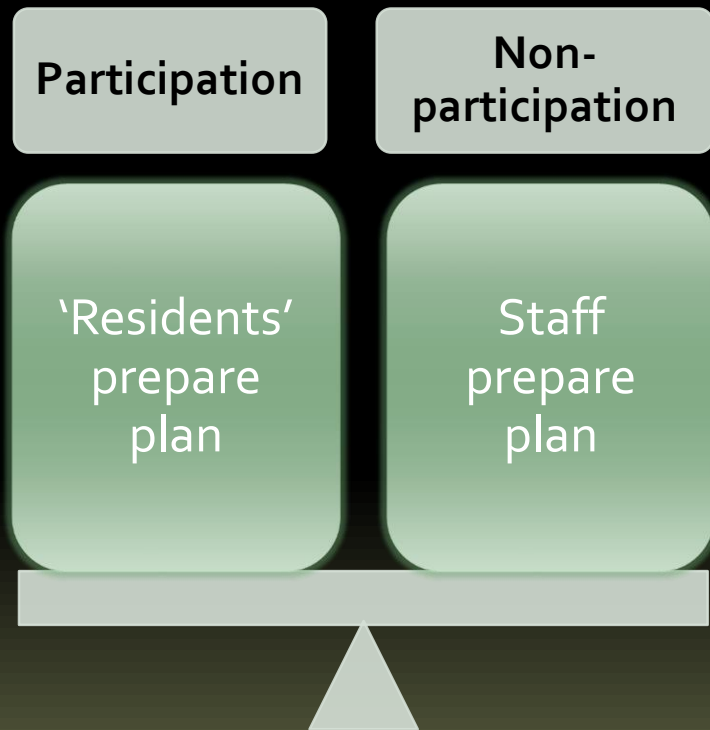 Participation
Non-
participation
‘Residents’
prepare
plan
Staff
prepare
plan